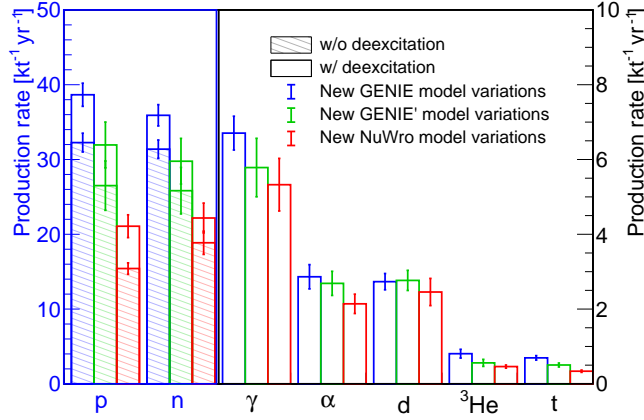 Production rate [kt⁻¹ yr⁻¹]
50
40
30
20
10
0
w/o deexcitation
w/ deexcitation
New GENIE model variations
New GENIE' model variations
New NuWro model variations
10
8
6
4
2
0
Production rate [kt⁻¹ yr⁻¹]
p n γ α d ³He t